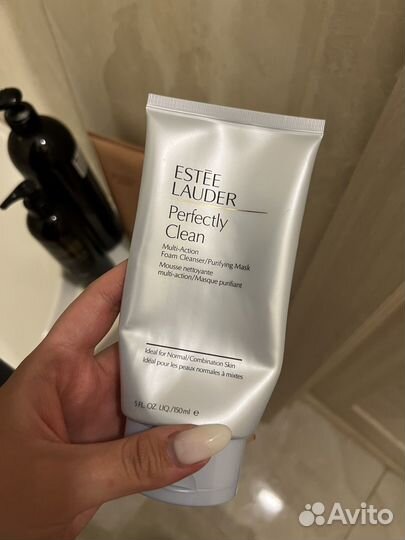 ESTĒE
LAUDER
Perfectly
Clean
Multi-Action
Foam Cleanser/Purifying Mask
Mousse nettoyante
multi-action/Masque purifiant
Ideal for Normal/Combination Skin
Idéal pour les peaux normales à mixtes
5 FL. OZ. LIQ./150ml e
Avito